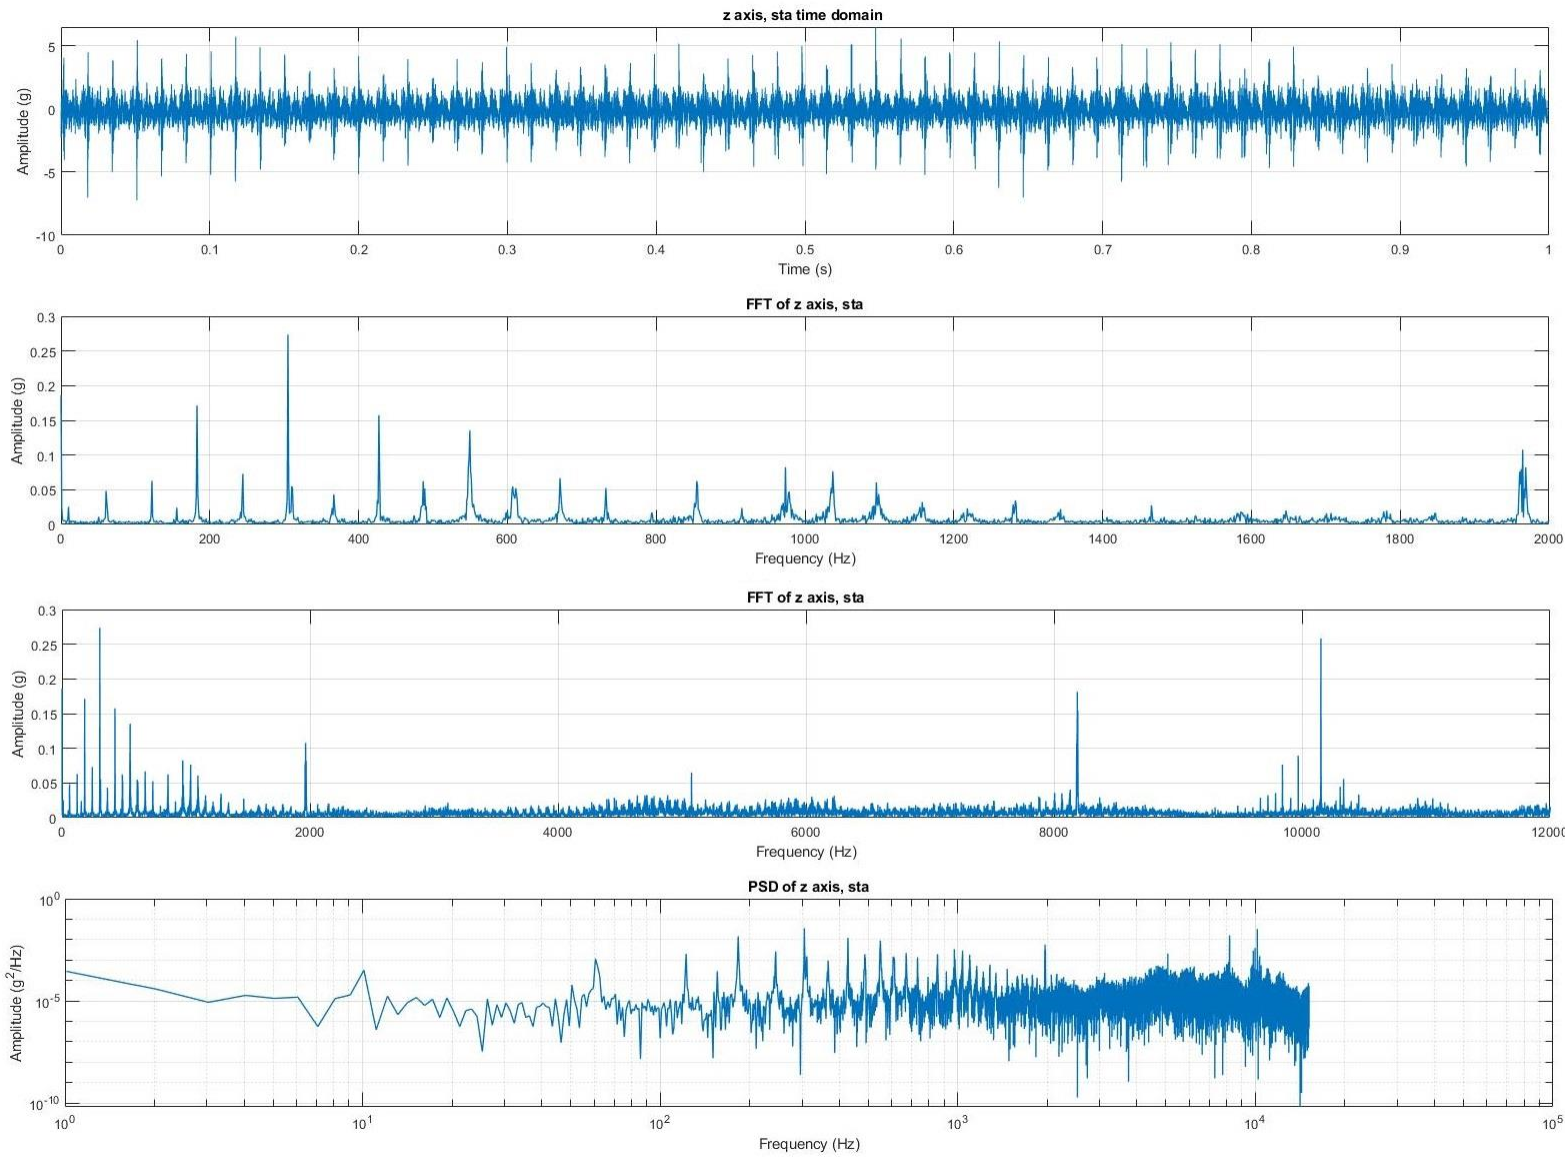 z axis, sta time domain
5
0
-5
-10
Amplitude (g)
0 0.1 0.2 0.3 0.4 0.5 0.6 0.7 0.8 0.9 1
Time (s)
FFT of z axis, sta
0.3
0.25
0.2
0.15
0.1
0.05
0
Amplitude (g)
0 200 400 600 800 1000 1200 1400 1600 1800 2000
Frequency (Hz)
FFT of z axis, sta
0.3
0.25
0.2
0.15
0.1
0.05
0
Amplitude (g)
0 2000 4000 6000 8000 10000 12000
Frequency (Hz)
PSD of z axis, sta
10^0
10^-5
10^-10
Amplitude (g^2/Hz)
10^0 10^1 10^2 10^3 10^4 10^5
Frequency (Hz)